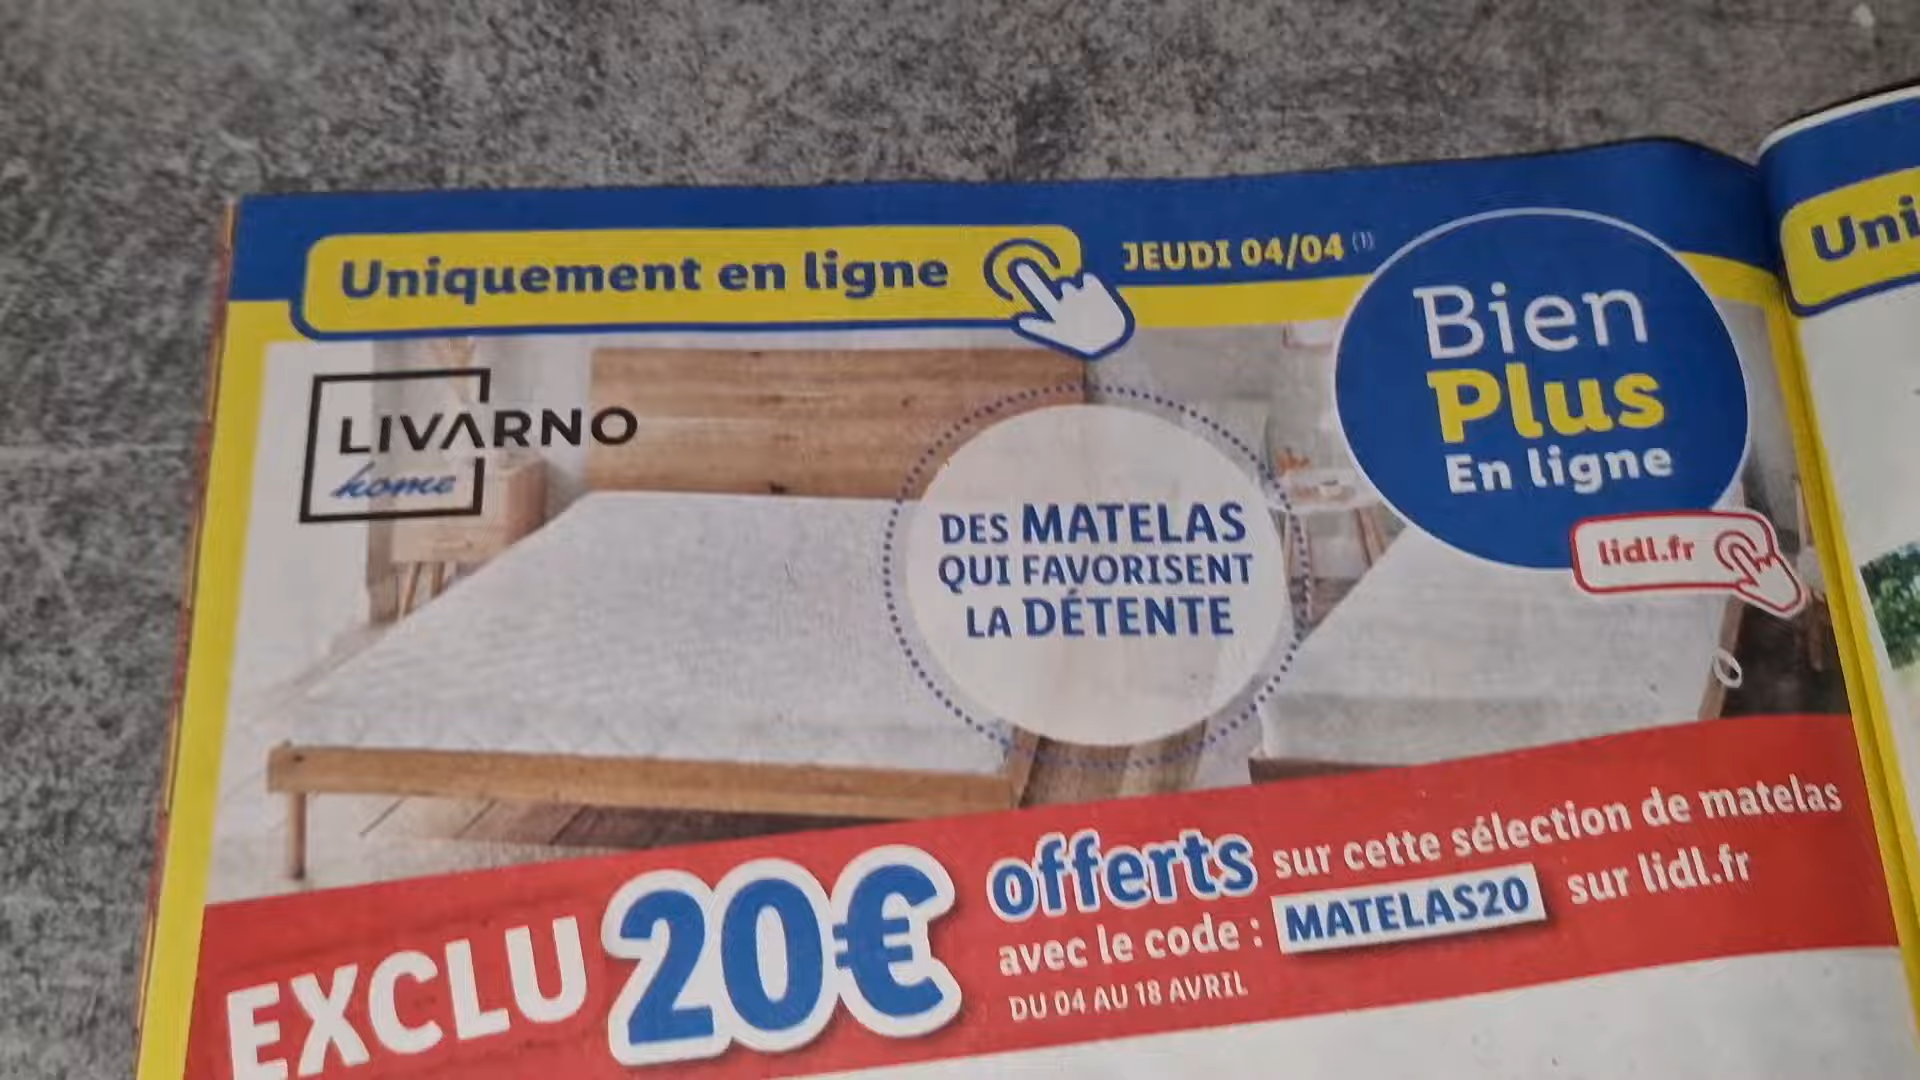 Uniquement en ligne
JEUDI 04/04 (1)
Bien
Plus
En ligne
lidl.fr
LIVARNO
home
DES MATELAS
QUI FAVORISENT
LA DÉTENTE
EXCLU 20€ offerts sur cette sélection de matelas
avec le code : MATELAS20 sur lidl.fr
DU 04 AU 18 AVRIL
Uni